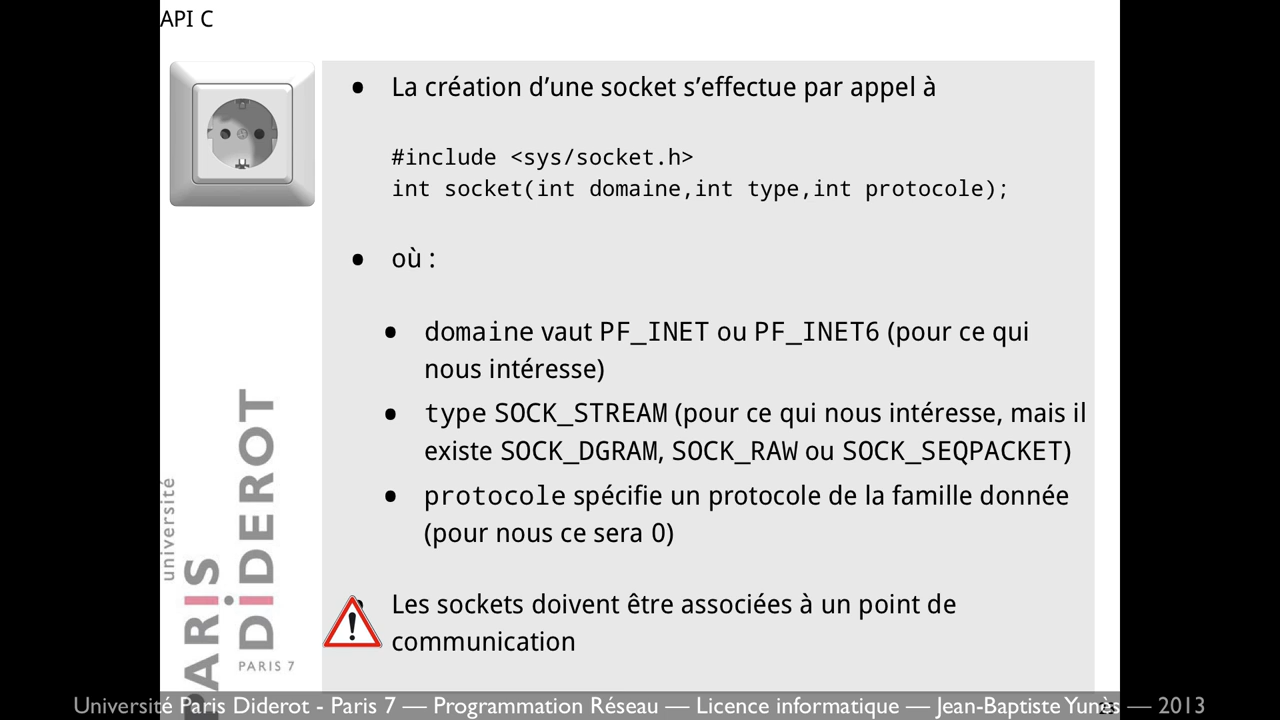 API C
La création d’une socket s’effectue par appel à
#include <sys/socket.h>
int socket(int domaine,int type,int protocole);
où :
domaine vaut PF_INET ou PF_INET6 (pour ce qui
nous intéresse)
type SOCK_STREAM (pour ce qui nous intéresse, mais il
existe SOCK_DGRAM, SOCK_RAW ou SOCK_SEQPACKET)
protocole spécifie un protocole de la famille donnée
(pour nous ce sera 0)
Les sockets doivent être associées à un point de
communication
université
PARIS
DiDEROT
PARIS 7
Université Paris Diderot - Paris 7 — Programmation Réseau — Licence informatique — Jean-Baptiste Yunès — 2013